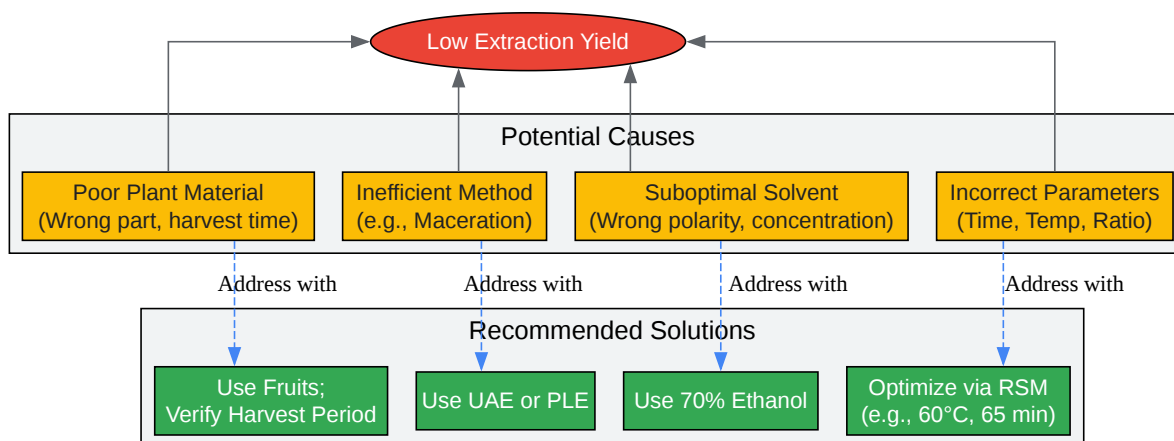 Low Extraction Yield
Potential Causes
Poor Plant Material
(Wrong part, harvest time)
Inefficient Method
(e.g., Maceration)
Suboptimal Solvent
(Wrong polarity, concentration)
Incorrect Parameters
(Time, Temp, Ratio)
Address with
Address with
Address with
Address with
Recommended Solutions
Use Fruits;
Verify Harvest Period
Use UAE or PLE
Use 70% Ethanol
Optimize via RSM
(e.g., 60°C, 65 min)